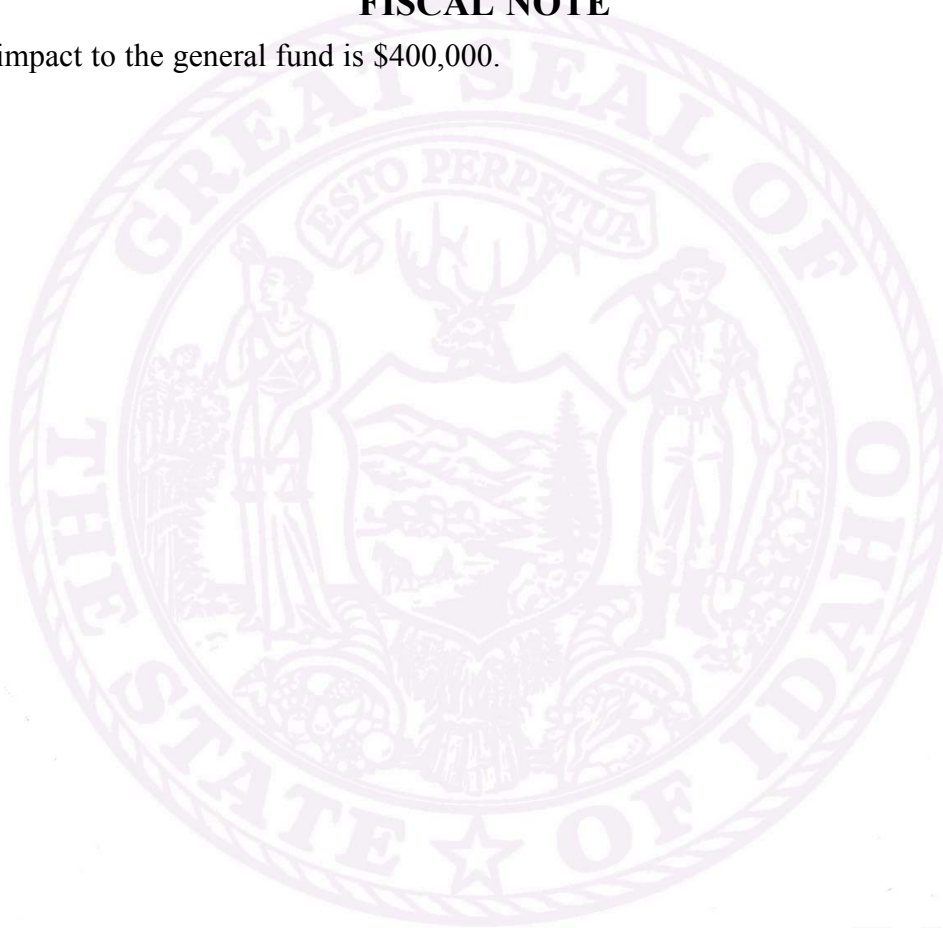 FISCAL NOTE
impact to the general fund is $400,000.
GREAT SEAL OF
ESTO PERPETUA
THE STATE OF IDAHO